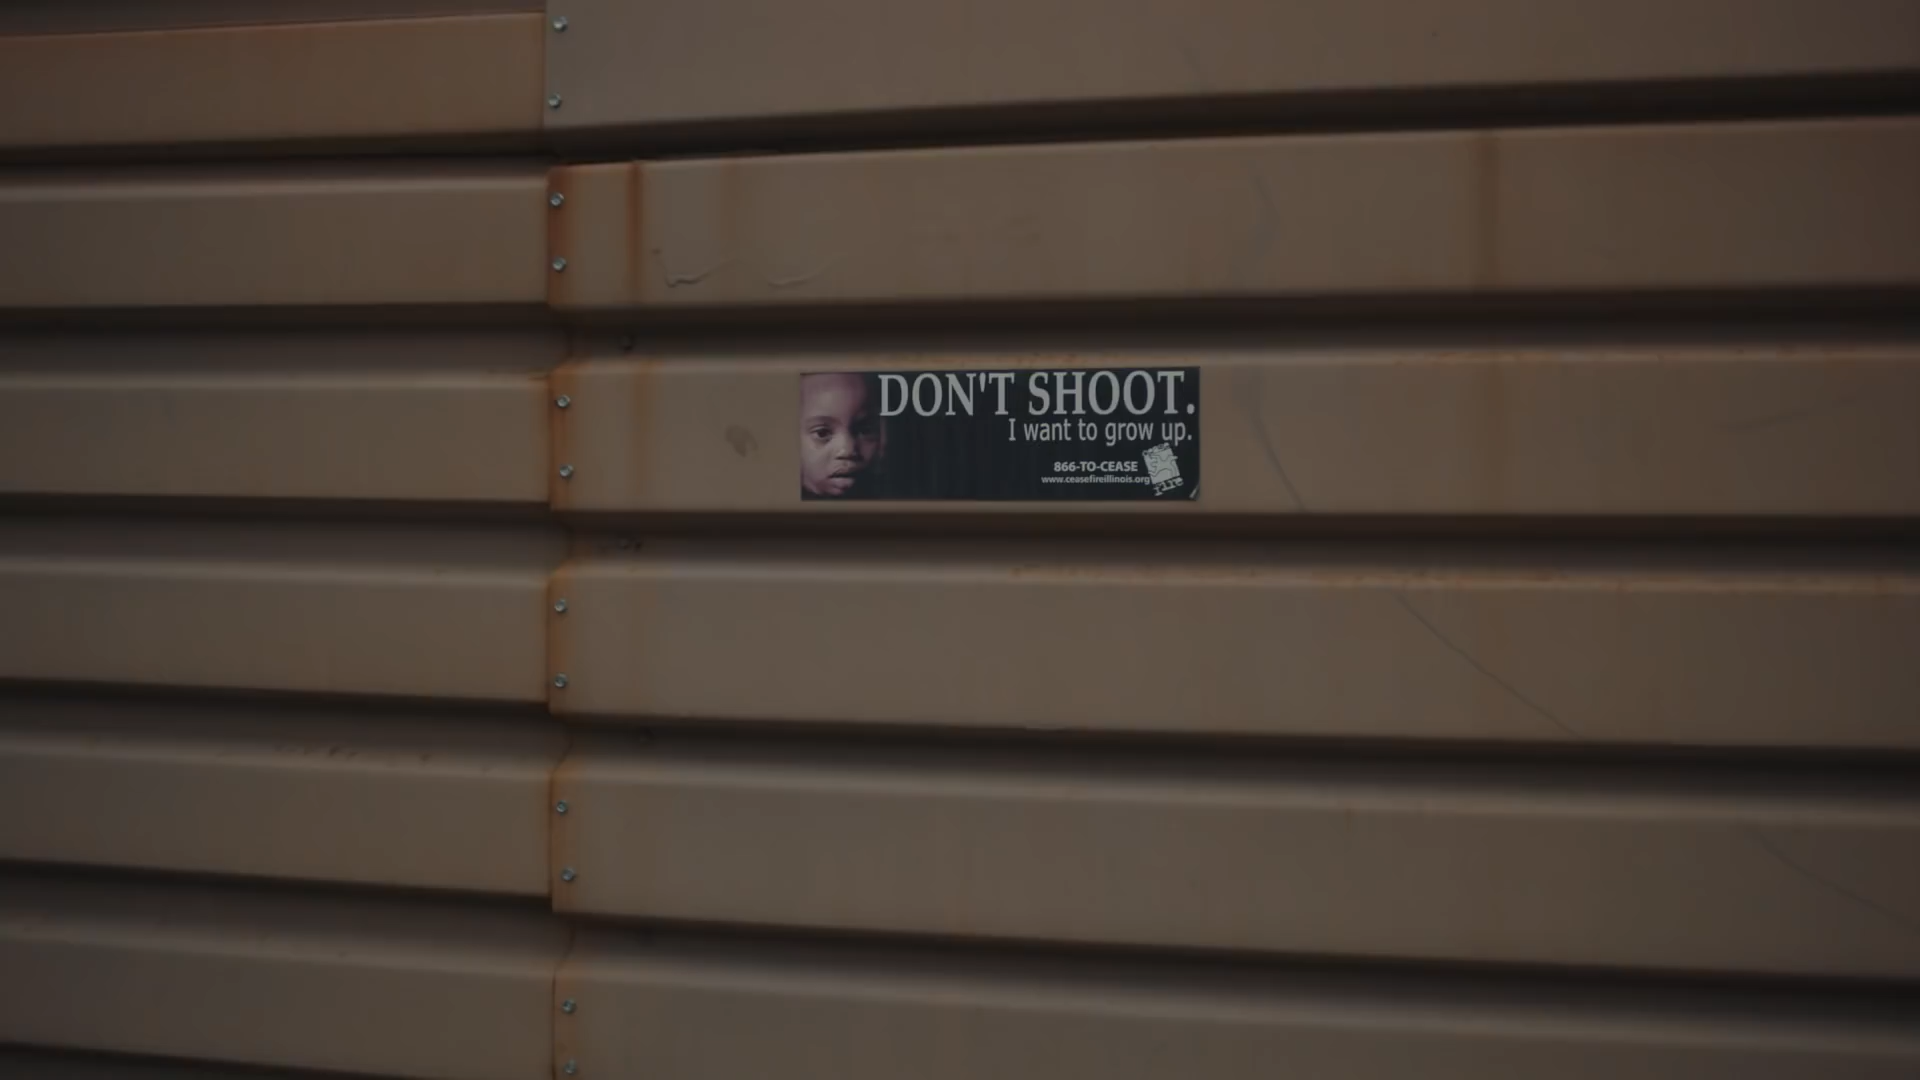 DON'T SHOOT.
I want to grow up.
866-TO-CEASE
www.ceasefireillinois.org